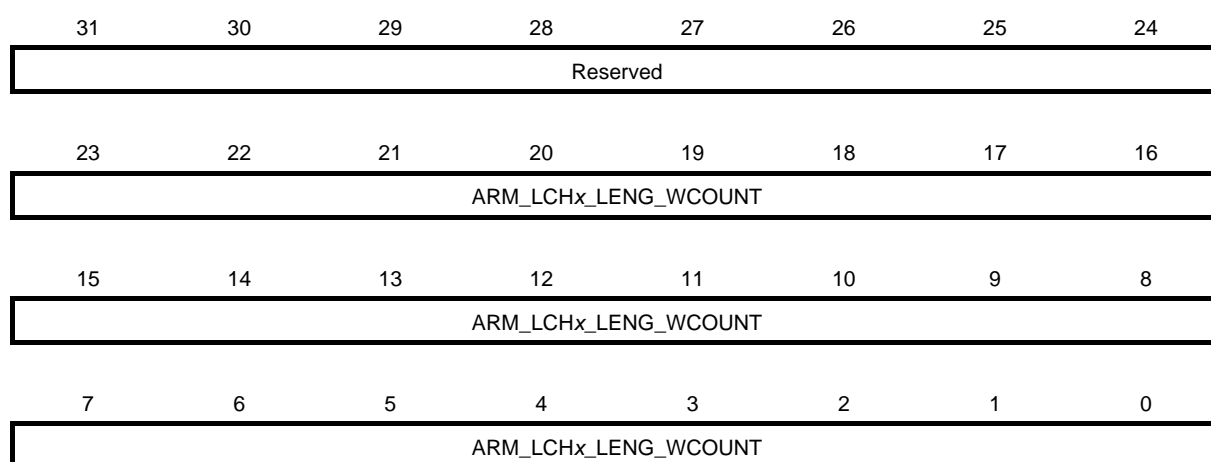 31 30 29 28 27 26 25 24
Reserved
23 22 21 20 19 18 17 16
ARM_LCHx_LENG_WCOUNT
15 14 13 12 11 10 9 8
ARM_LCHx_LENG_WCOUNT
7 6 5 4 3 2 1 0
ARM_LCHx_LENG_WCOUNT